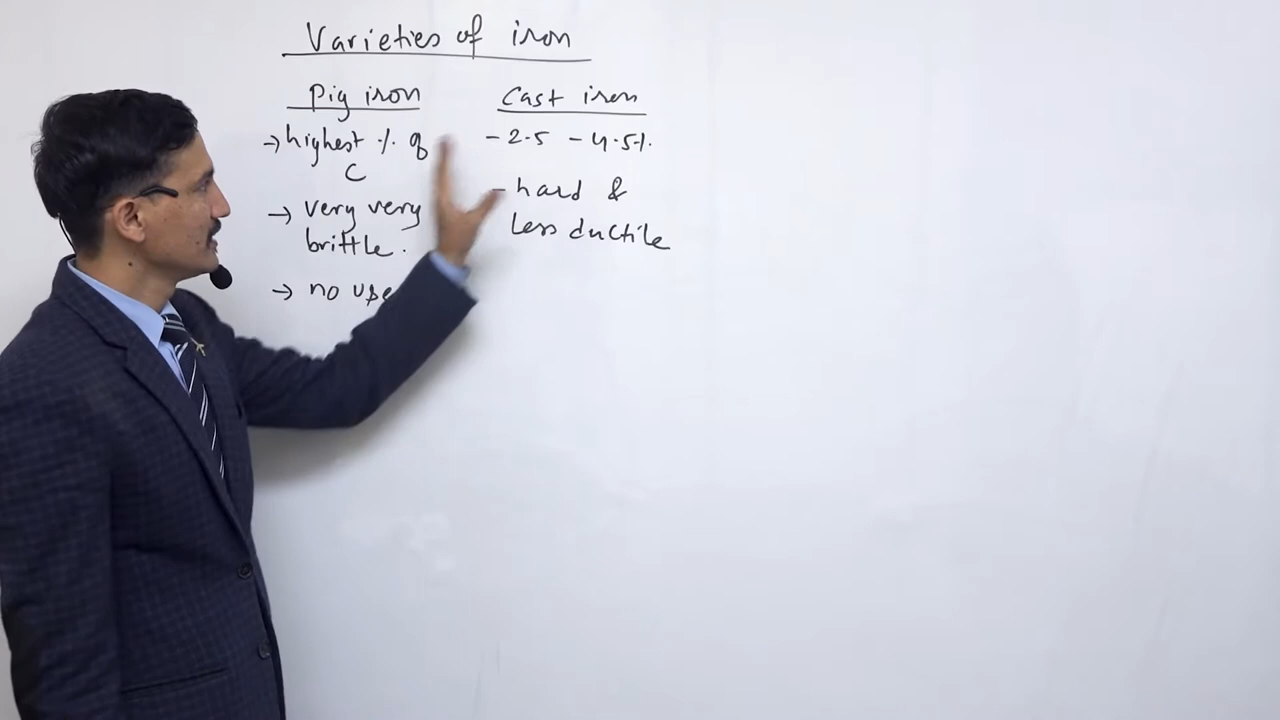 Varieties of iron
Pig iron
→ highest % of
C
→ very very
brittle.
→ no use
Cast iron
- 2.5 - 4.5%.
- hard &
less ductile